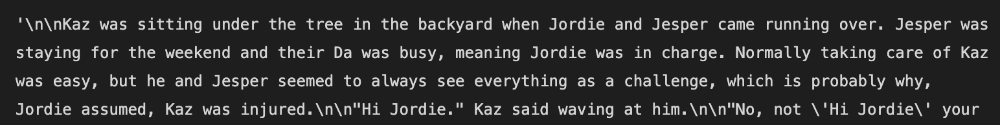 '\n\nKaz was sitting under the tree in the backyard when Jordie and Jesper came running over. Jesper was
staying for the weekend and their Da was busy, meaning Jordie was in charge. Normally taking care of Kaz
was easy, but he and Jesper seemed to always see everything as a challenge, which is probably why,
Jordie assumed, Kaz was injured.\n\n"Hi Jordie." Kaz said waving at him.\n\n"No, not \'Hi Jordie\' your